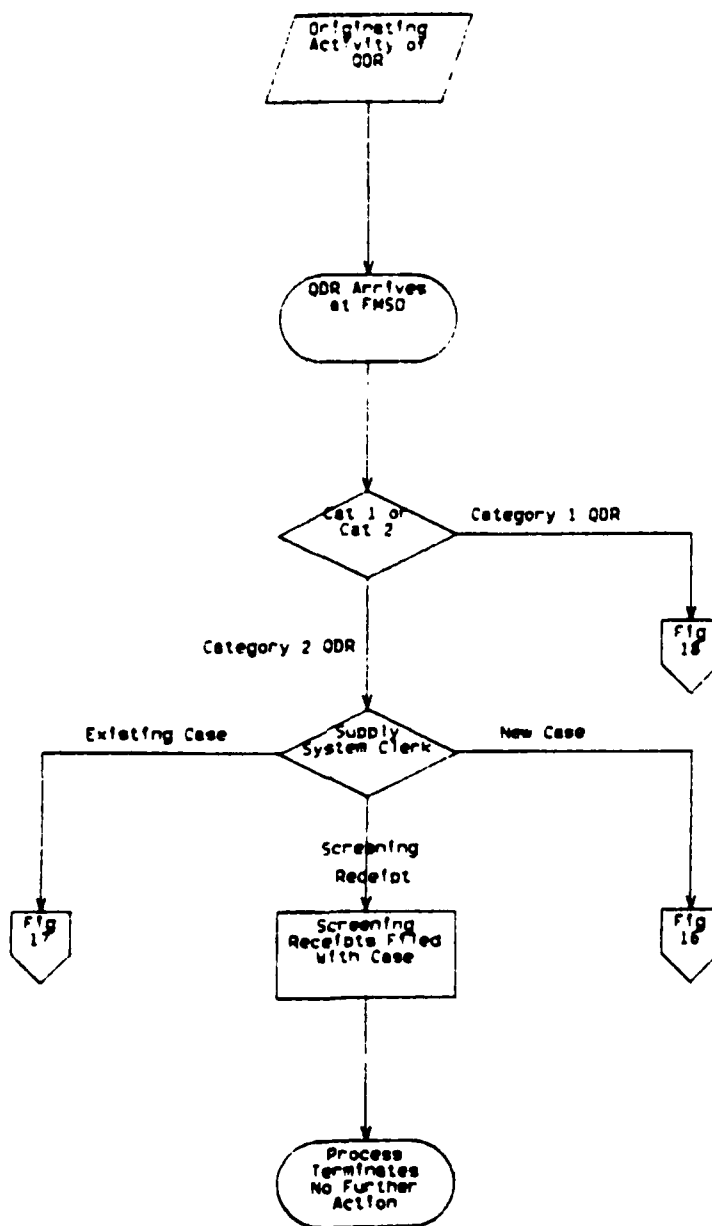 Originating
Activity of
QDR
QDR Arrives
at FMSO
Cat 1 or
Cat 2
Category 1 QDR
Fig
18
Category 2 QDR
Supply
System Clerk
Existing Case
New Case
Screening
Receipt
Fig
17
Screening
Receipts Filed
With Case
Fig
16
Process
Terminates
No Further
Action